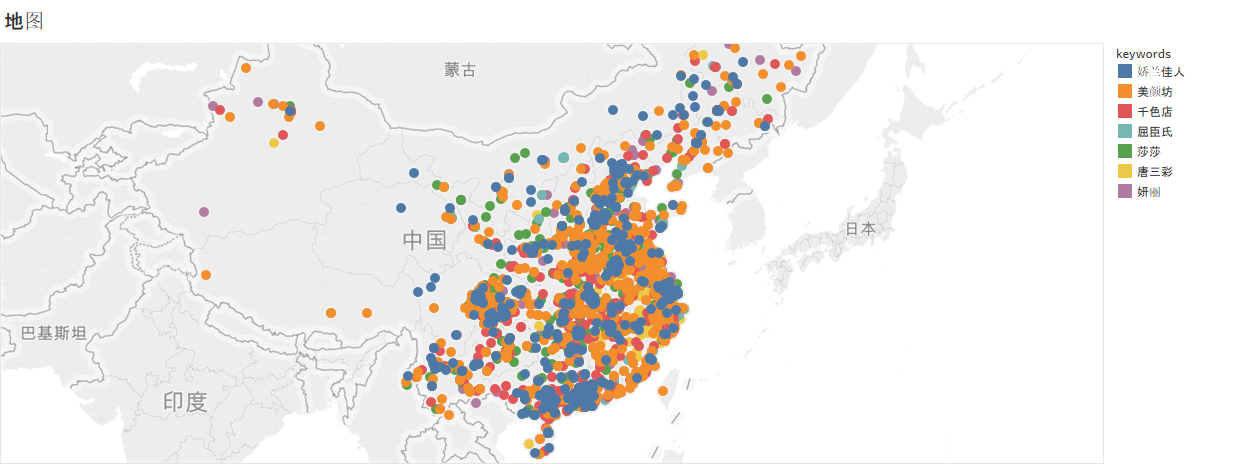 地图
keywords
娇兰佳人
美颜坊
千色店
屈臣氏
莎莎
唐三彩
妍丽
蒙古
中国
日本
巴基斯坦
印度